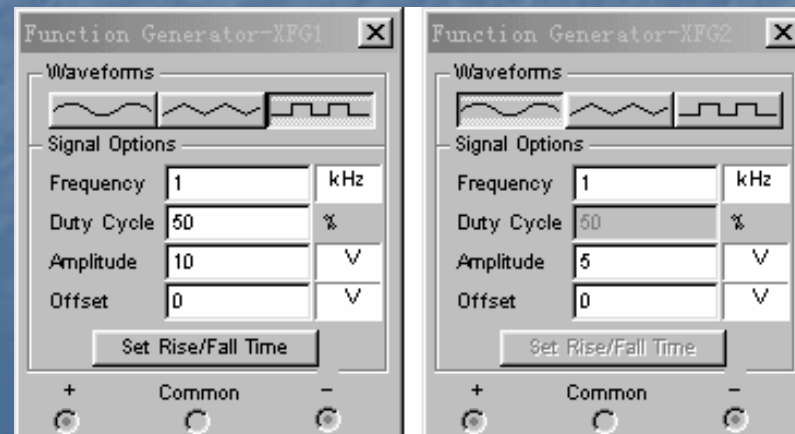 Function Generator-XFG1
Waveforms
Signal Options
Frequency 1 kHz
Duty Cycle 50 %
Amplitude 10 V
Offset 0 V
Set Rise/Fall Time
+ Common -
Function Generator-XFG2
Waveforms
Signal Options
Frequency 1 kHz
Duty Cycle 50 %
Amplitude 5 V
Offset 0 V
Set Rise/Fall Time
+ Common -